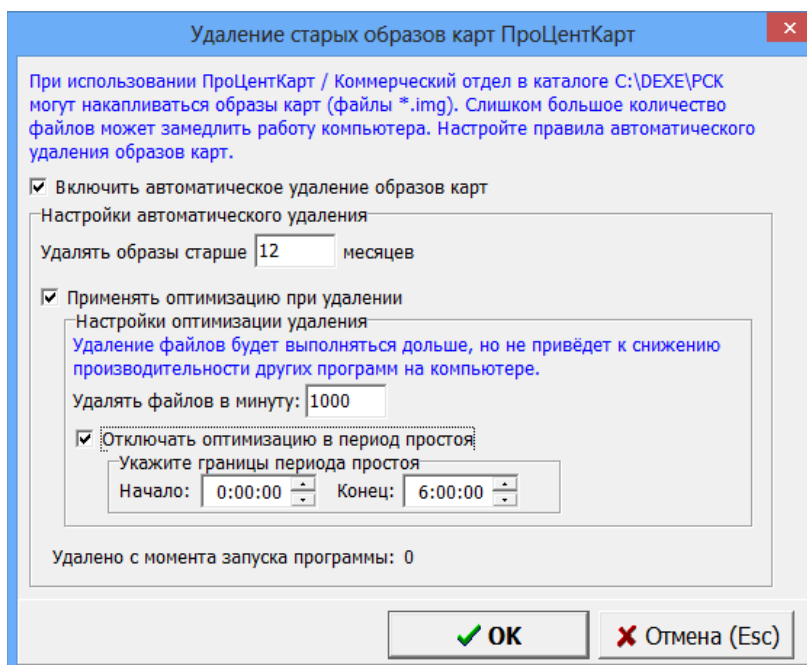 Удаление старых образов карт ПроЦентКарт
При использовании ПроЦентКарт / Коммерческий отдел в каталоге C:\DEXE\PCK
могут накапливаться образы карт (файлы *.img). Слишком большое количество
файлов может замедлить работу компьютера. Настройте правила автоматического
удаления образов карт.
Включить автоматическое удаление образов карт
Настройки автоматического удаления
Удалять образы старше 12 месяцев
Применять оптимизацию при удалении
Настройки оптимизации удаления
Удаление файлов будет выполняться дольше, но не приведёт к снижению
производительности других программ на компьютере.
Удалять файлов в минуту: 1000
Отключать оптимизацию в период простоя
Укажите границы периода простоя
Начало: 0:00:00 Конец: 6:00:00
Удалено с момента запуска программы: 0
OK Отмена (Esc)